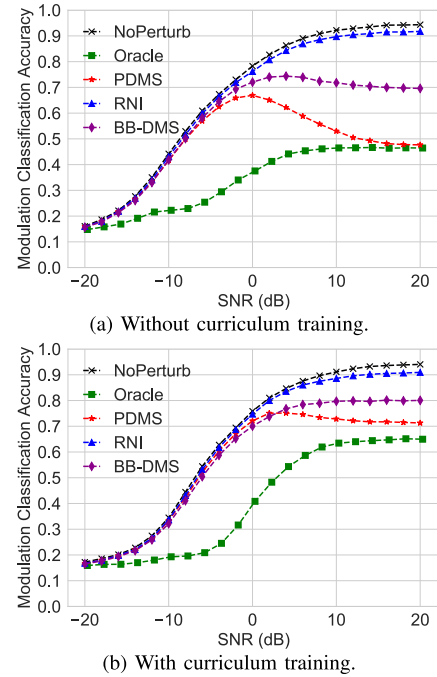 Modulation Classification Accuracy
1.0
0.9
0.8
0.7
0.6
0.5
0.4
0.3
0.2
0.1
0.0
NoPerturb
Oracle
PDMS
RNI
BB-DMS
−20 −10 0 10 20
SNR (dB)
(a) Without curriculum training.
Modulation Classification Accuracy
1.0
0.9
0.8
0.7
0.6
0.5
0.4
0.3
0.2
0.1
0.0
NoPerturb
Oracle
PDMS
RNI
BB-DMS
−20 −10 0 10 20
SNR (dB)
(b) With curriculum training.